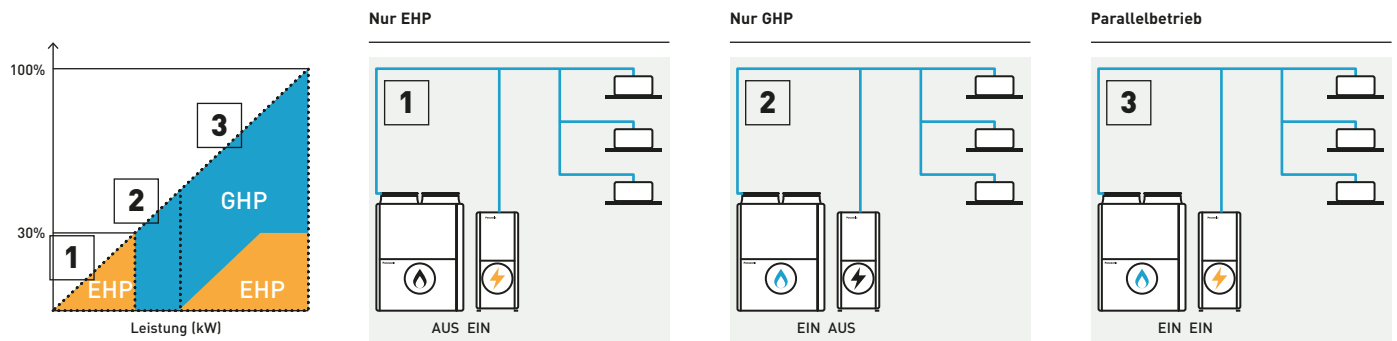 100%
30%
1
2
3
EHP
GHP
EHP
Leistung (kW)
Nur EHP
1
AUS EIN
Nur GHP
2
EIN AUS
Parallelbetrieb
3
EIN EIN